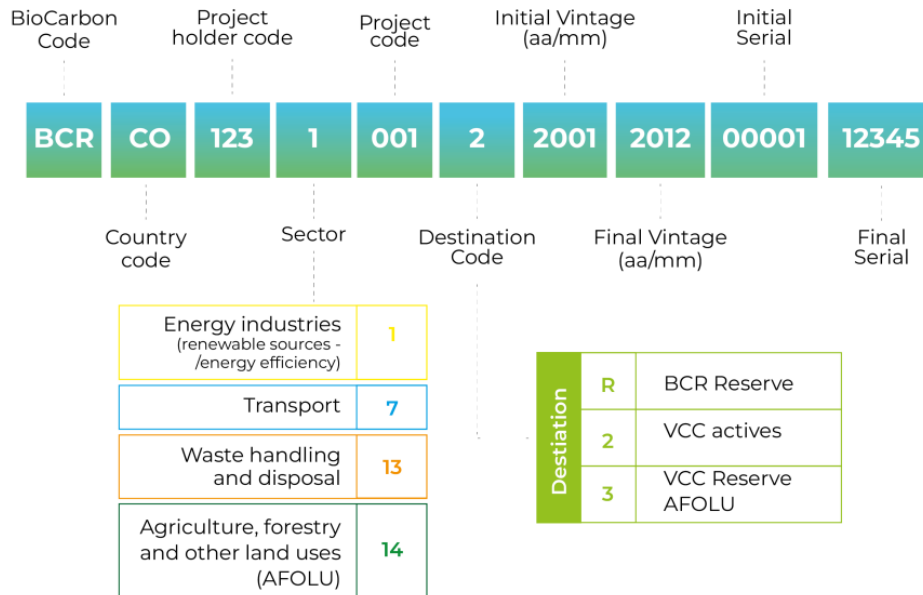 BioCarbon
Code
Project
holder code
Project
code
Initial Vintage
(aa/mm)
Initial
Serial
BCR
CO
123
1
001
2
2001
2012
00001
12345
Country
code
Sector
Destination
Code
Final Vintage
(aa/mm)
Final
Serial
Energy industries
(renewable sources -
/energy efficiency)
1
Transport
7
Waste handling
and disposal
13
Agriculture, forestry
and other land uses
(AFOLU)
14
Destiation
R
BCR Reserve
2
VCC actives
3
VCC Reserve
AFOLU